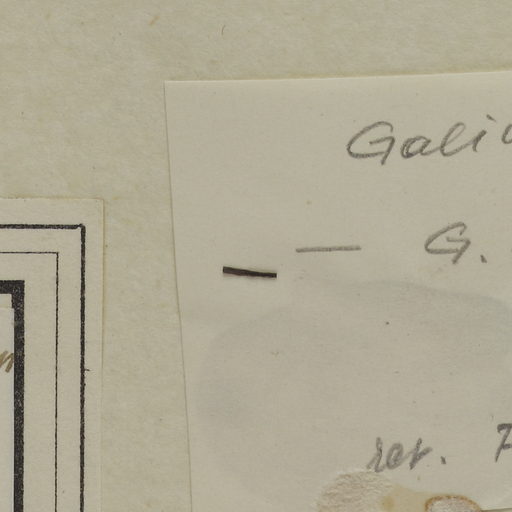 Gali
— G.
rev.